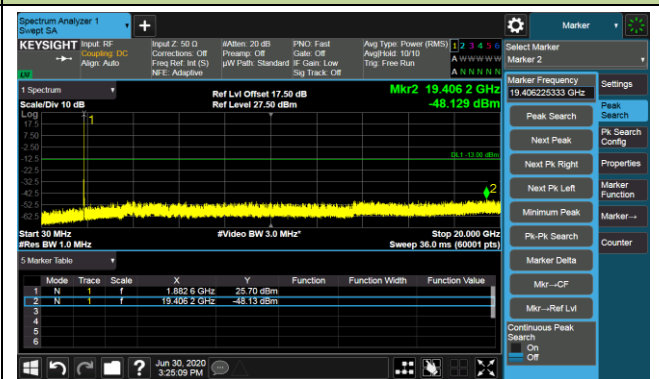 Spectrum Analyzer 1
Swept SA
+
Marker
KEYSIGHT
Input: RF
Coupling: DC
Align: Auto
Input Z: 50 Ω
Corrections: Off
Freq Ref: Int (S)
NFE: Adaptive
#Atten: 20 dB
Preamp: Off
µW Path: Standard
PNO: Fast
Gate: Off
IF Gain: Low
Sig Track: Off
Avg Type: Power (RMS)
Avg|Hold: 10/10
Trig: Free Run
1 2 3 4 5 6
A W W W W W
A N N N N N
Select Marker
Marker 2
1 Spectrum
Scale/Div 10 dB
Ref Lvl Offset 17.50 dB
Ref Level 27.50 dBm
Mkr2 19.406 2 GHz
-48.129 dBm
Log
17.5
7.50
-2.50
-12.5
-22.5
-32.5
-42.5
-52.5
-62.5
1
DL1 -13.00 dBm
2
Start 30 MHz
#Res BW 1.0 MHz
#Video BW 3.0 MHz*
Stop 20.000 GHz
Sweep 36.0 ms (60001 pts)
5 Marker Table
Mode Trace Scale X Y Function Function Width Function Value
1 N 1 f 1.882 6 GHz 25.70 dBm
2 N 1 f 19.406 2 GHz -48.13 dBm
3
4
5
6
Marker Frequency
19.406225333 GHz
Peak Search
Next Peak
Next Pk Right
Next Pk Left
Minimum Peak
Pk-Pk Search
Marker Delta
Mkr→CF
Mkr→Ref Lvl
Continuous Peak
Search
On
Off
Settings
Peak
Search
Pk Search
Config
Properties
Marker
Function
Marker→
Counter
?
Jun 30, 2020
3:25:09 PM